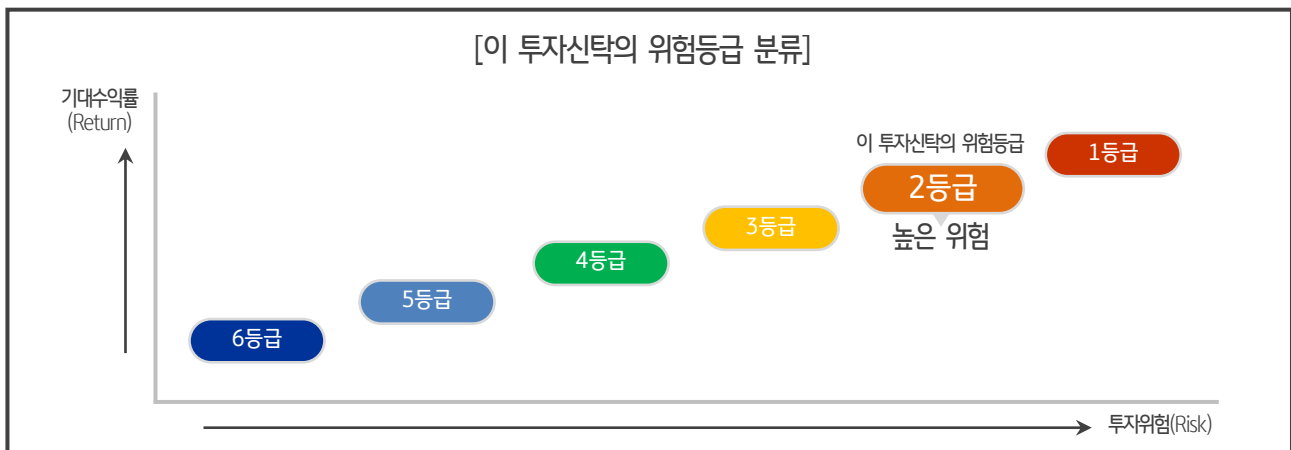 [이 투자신탁의 위험등급 분류]
기대수익률
(Return)
이 투자신탁의 위험등급
1등급
2등급
높은 위험
3등급
4등급
5등급
6등급
투자위험(Risk)